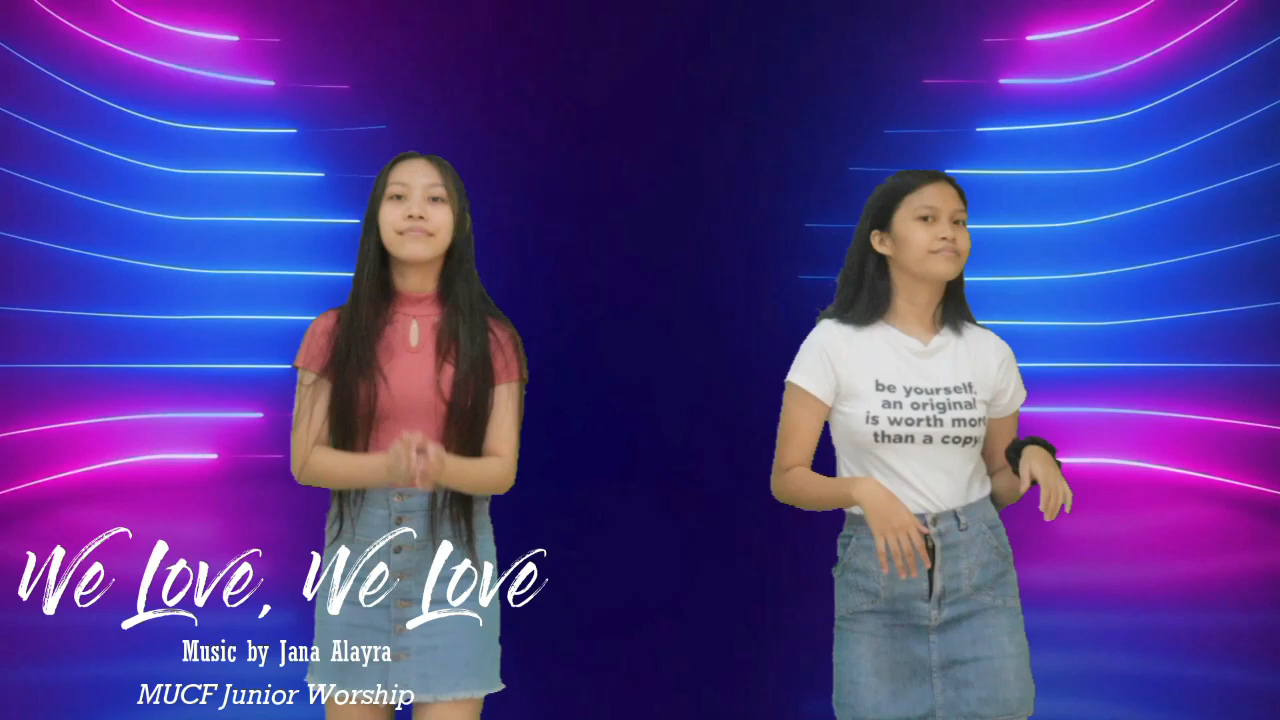 be yourself.
an original
is worth more
than a copy.
We Love, We Love
Music by Jana Alayra
MUCF Junior Worship